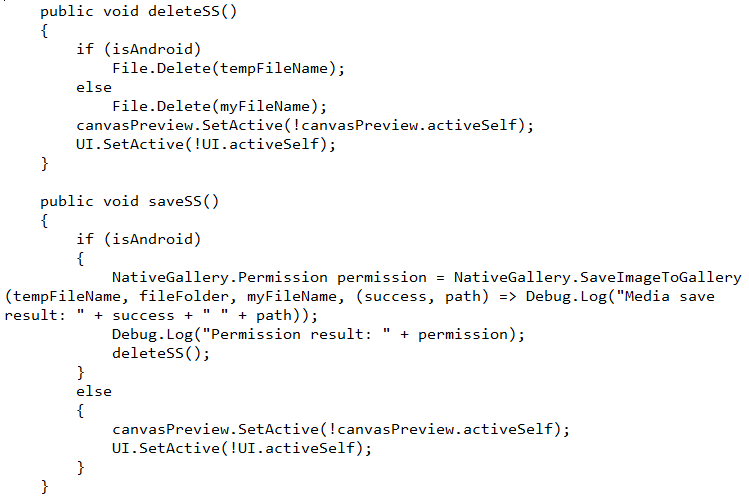 public void deleteSS()
{
if (isAndroid)
File.Delete(tempFileName);
else
File.Delete(myFileName);
canvasPreview.SetActive(!canvasPreview.activeSelf);
UI.SetActive(!UI.activeSelf);
}
public void saveSS()
{
if (isAndroid)
{
NativeGallery.Permission permission = NativeGallery.SaveImageToGallery
(tempFileName, fileFolder, myFileName, (success, path) => Debug.Log("Media save
result: " + success + " " + path));
Debug.Log("Permission result: " + permission);
deleteSS();
}
else
{
canvasPreview.SetActive(!canvasPreview.activeSelf);
UI.SetActive(!UI.activeSelf);
}
}